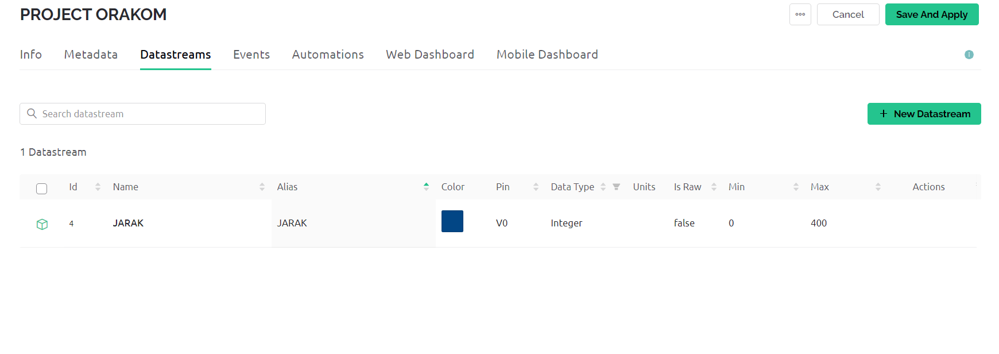 PROJECT ORAKOM
Cancel
Save And Apply
Info Metadata Datastreams Events Automations Web Dashboard Mobile Dashboard
Search datastream
+ New Datastream
1 Datastream
Id Name Alias Color Pin Data Type Units Is Raw Min Max Actions
4 JARAK JARAK V0 Integer false 0 400